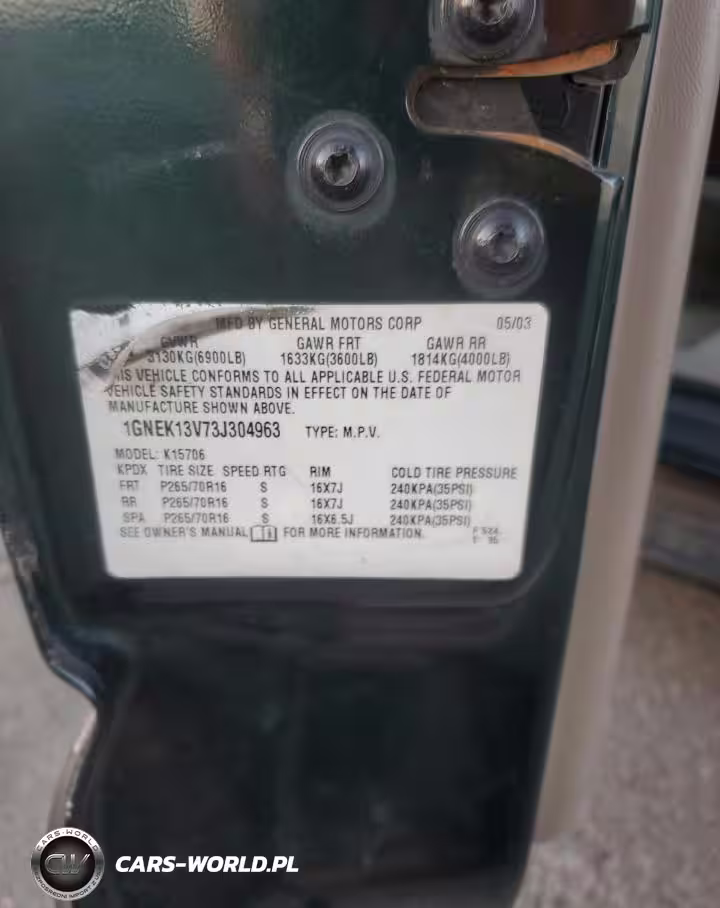 MFD BY GENERAL MOTORS CORP 05/03
GVWR GAWR FRT GAWR RR
3130KG(6900LB) 1633KG(3600LB) 1814KG(4000LB)
THIS VEHICLE CONFORMS TO ALL APPLICABLE U.S. FEDERAL MOTOR
VEHICLE SAFETY STANDARDS IN EFFECT ON THE DATE OF
MANUFACTURE SHOWN ABOVE.
1GNEK13V73J304963 TYPE: M.P.V.
MODEL: K15706
KPDX TIRE SIZE SPEED RTG RIM COLD TIRE PRESSURE
FRT P265/70R16 S 16X7J 240KPA(35PSI)
RR P265/70R16 S 16X7J 240KPA(35PSI)
SPA P265/70R16 S 16X6.5J 240KPA(35PSI)
SEE OWNER'S MANUAL FOR MORE INFORMATION.
CARS-WORLD
CW
CARS-WORLD.PL